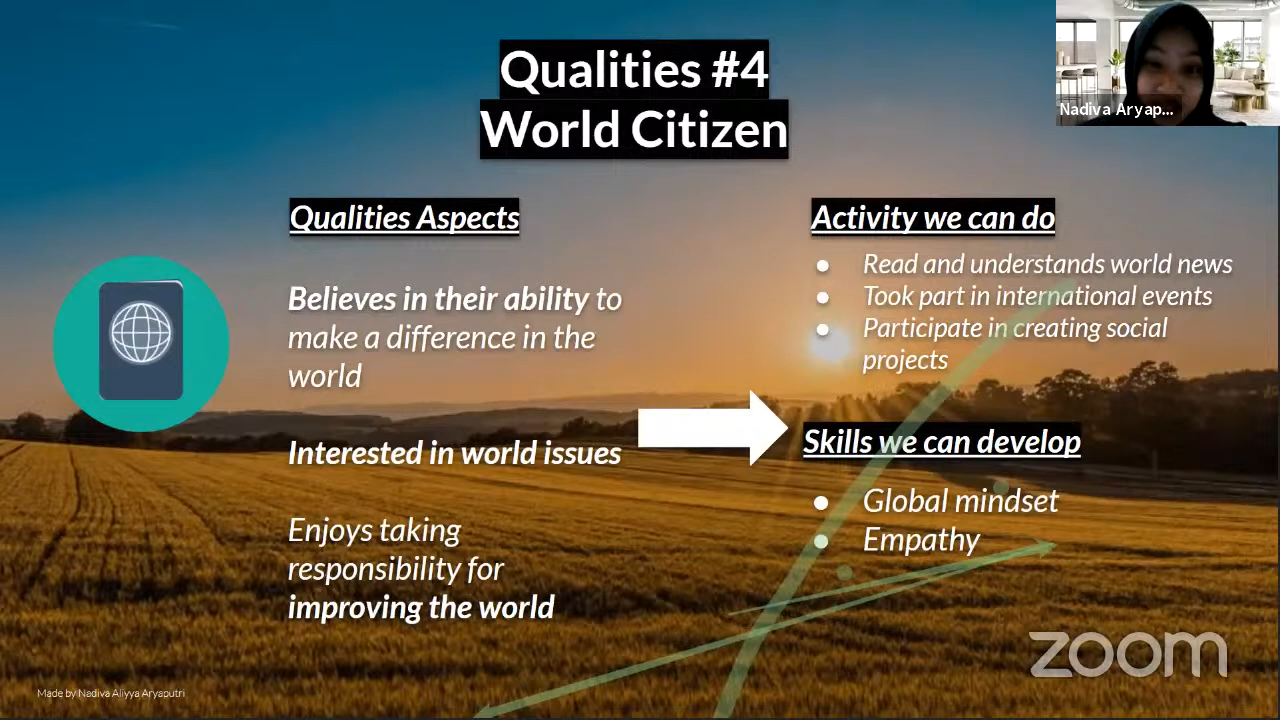 Qualities #4
World Citizen
Nadiva Aryap...
Qualities Aspects
Believes in their ability to
make a difference in the
world
Interested in world issues
Enjoys taking
responsibility for
improving the world
Activity we can do
● Read and understands world news
● Took part in international events
● Participate in creating social
projects
Skills we can develop
● Global mindset
● Empathy
zoom
Made by Nadiva Aliyya Aryaputri